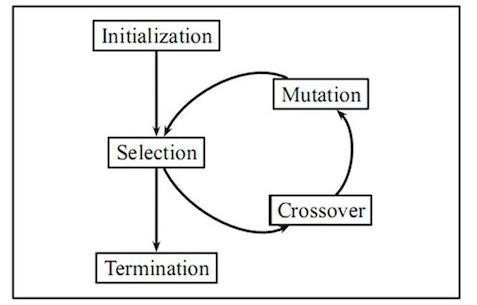 Initialization
Mutation
Selection
Crossover
Termination